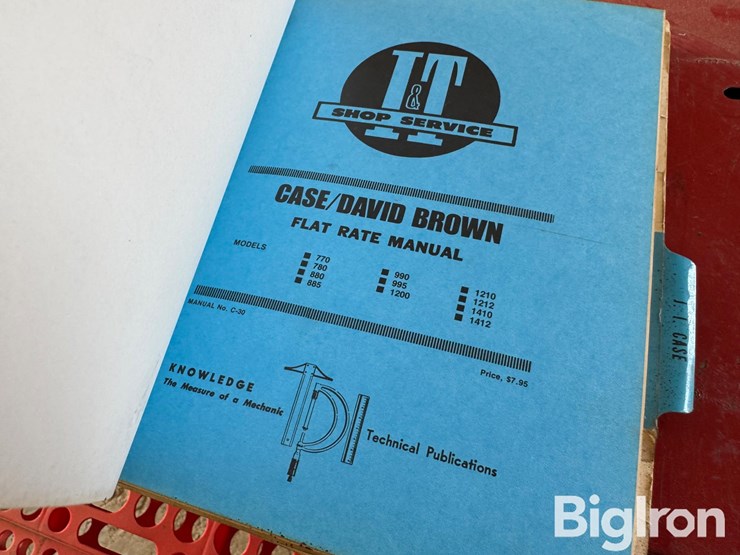 I&T
SHOP SERVICE
CASE/DAVID BROWN
FLAT RATE MANUAL
MODELS
770
780
880
885
990
995
1200
1210
1212
1410
1412
MANUAL No. C-30
Price, $7.95
KNOWLEDGE
The Measure of a Mechanic
Technical Publications
J. I. CASE
BigIron